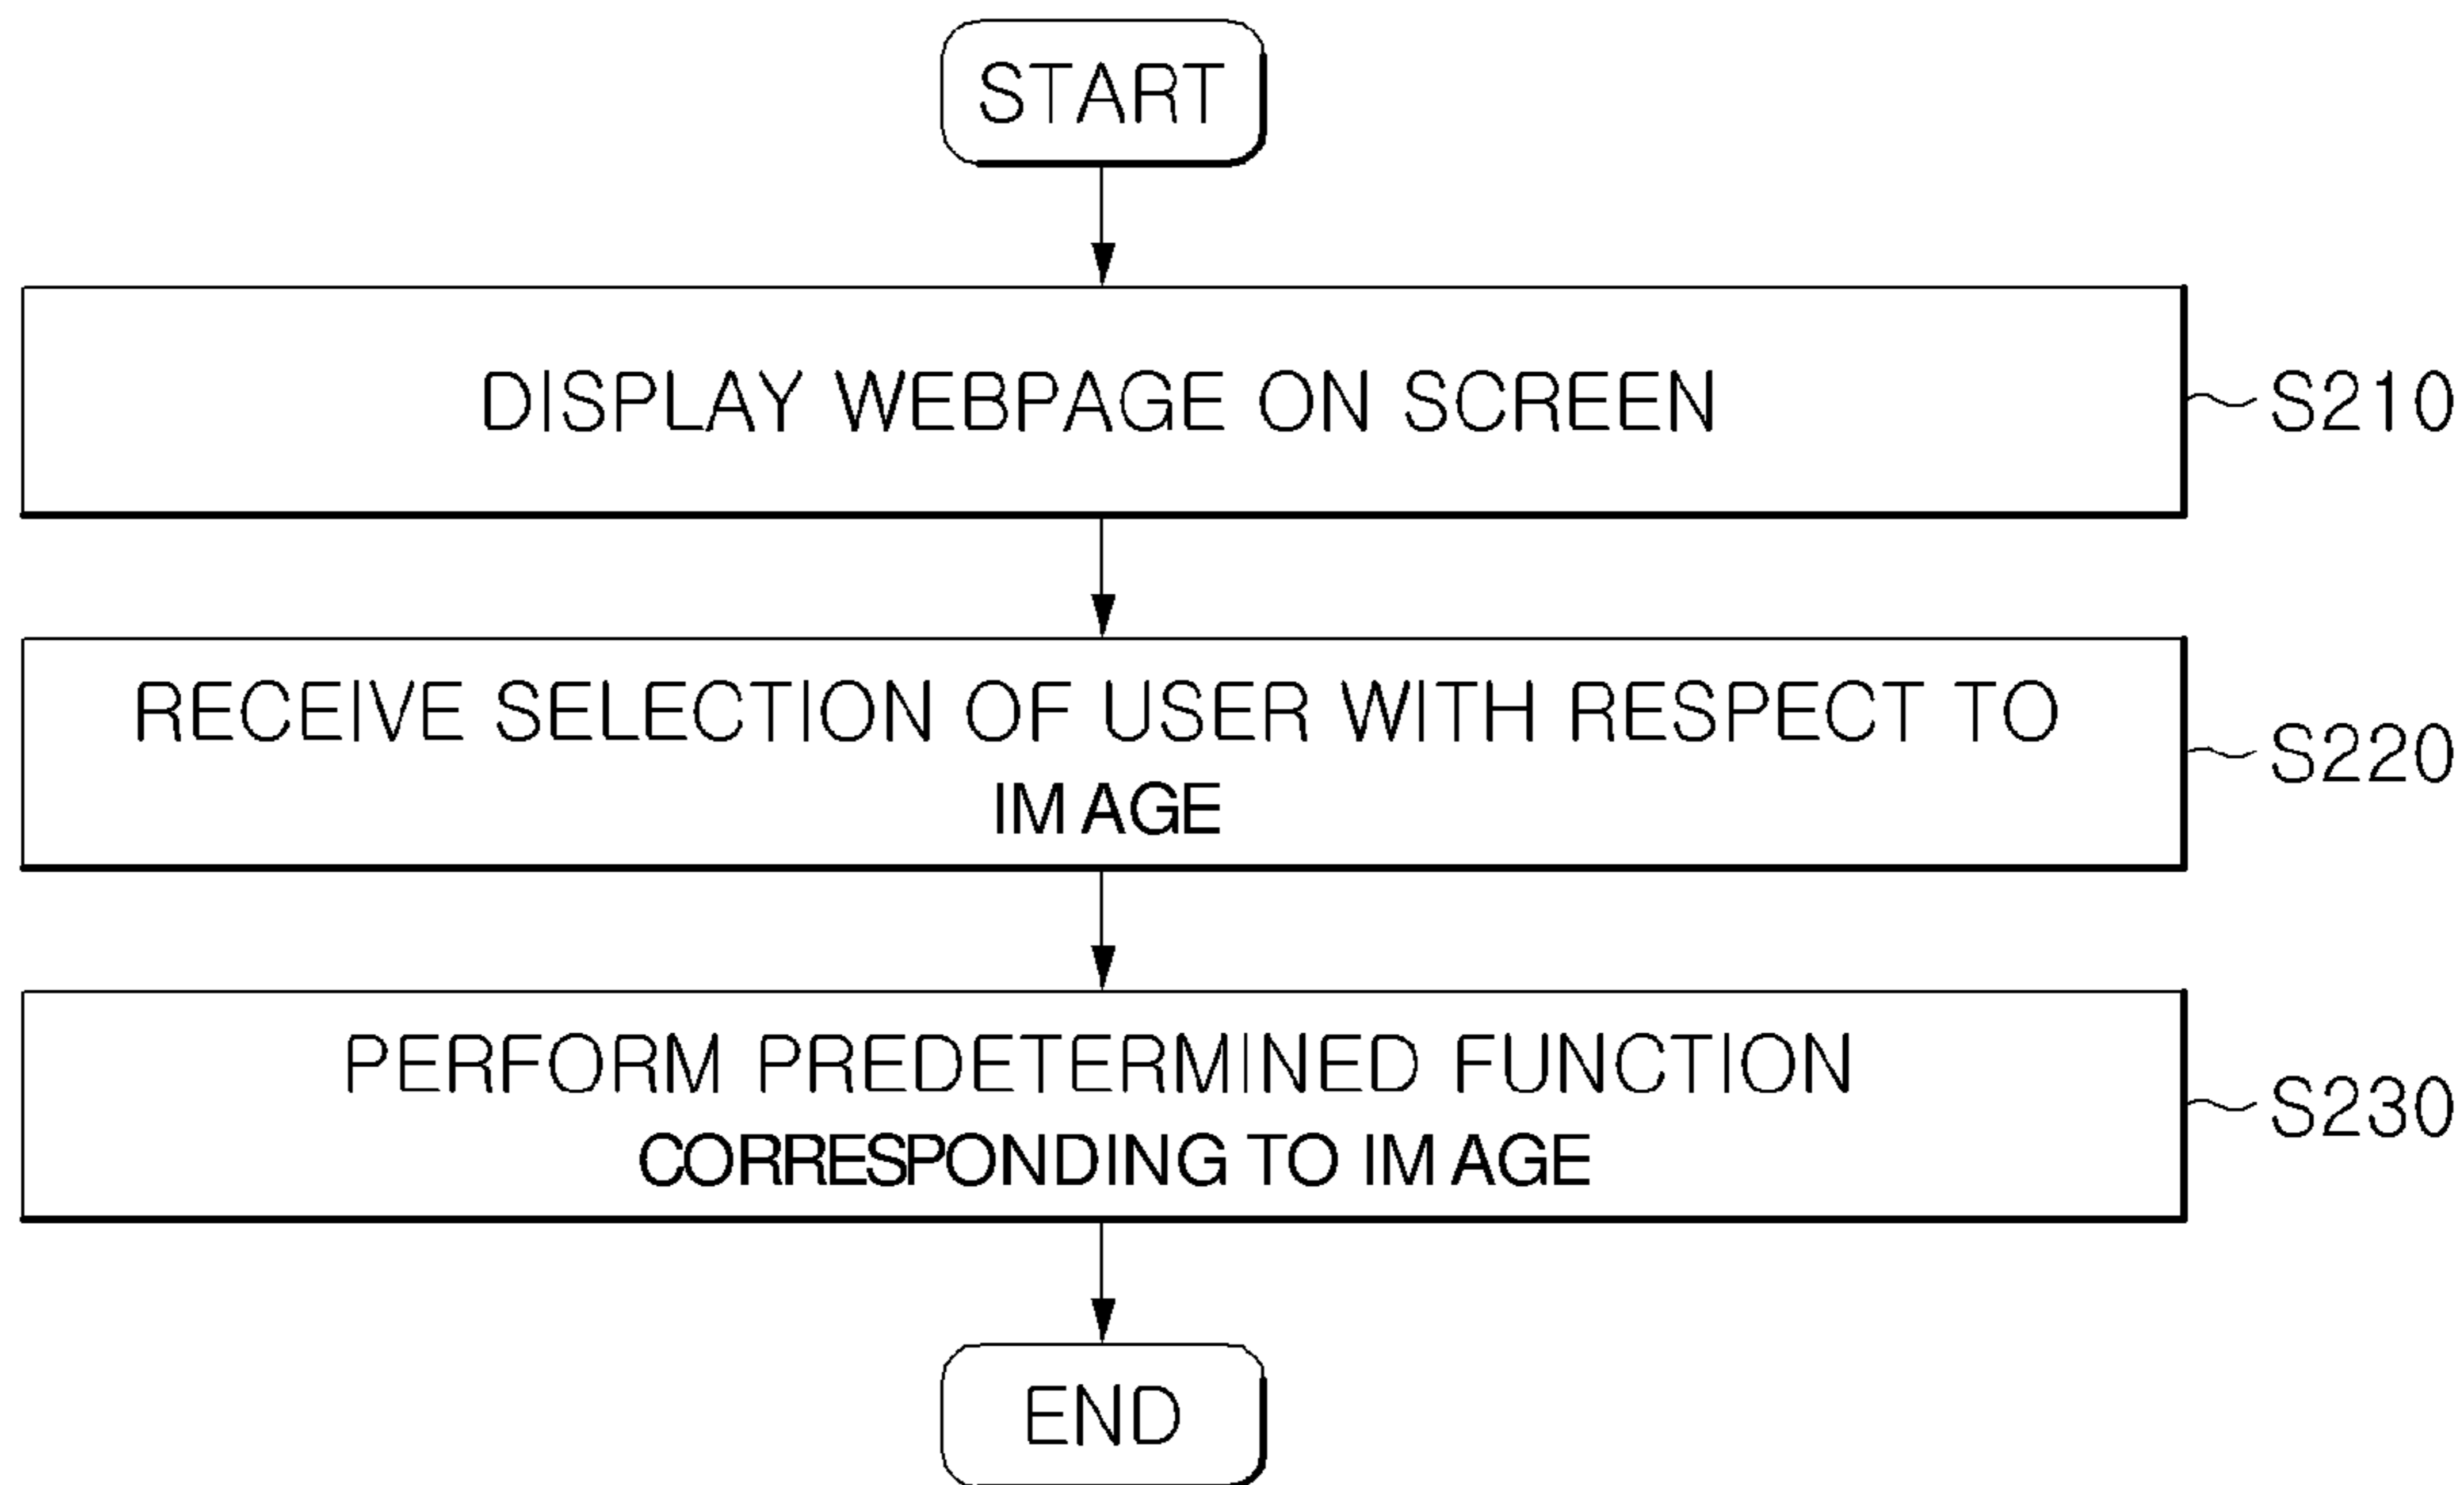 START
DISPLAY WEBPAGE ON SCREEN
S210
RECEIVE SELECTION OF USER WITH RESPECT TO
IMAGE
S220
PERFORM PREDETERMINED FUNCTION
CORRESPONDING TO IMAGE
S230
END